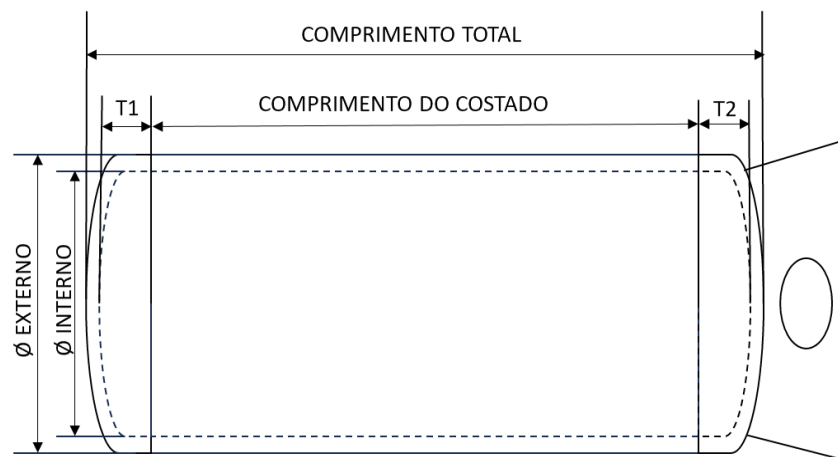 COMPRIMENTO TOTAL
T1
COMPRIMENTO DO COSTADO
T2
Ø EXTERNO
Ø INTERNO